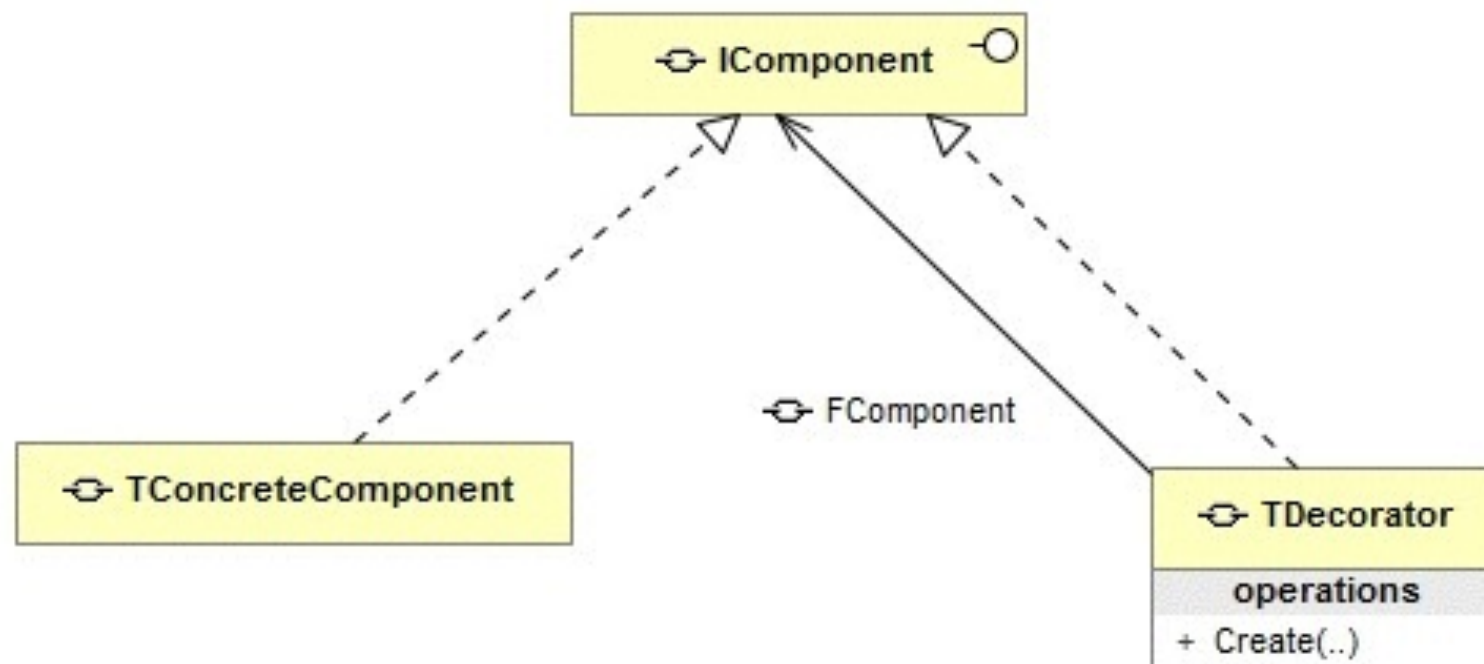 IComponent
FComponent
TConcreteComponent
TDecorator
operations
+ Create(..)